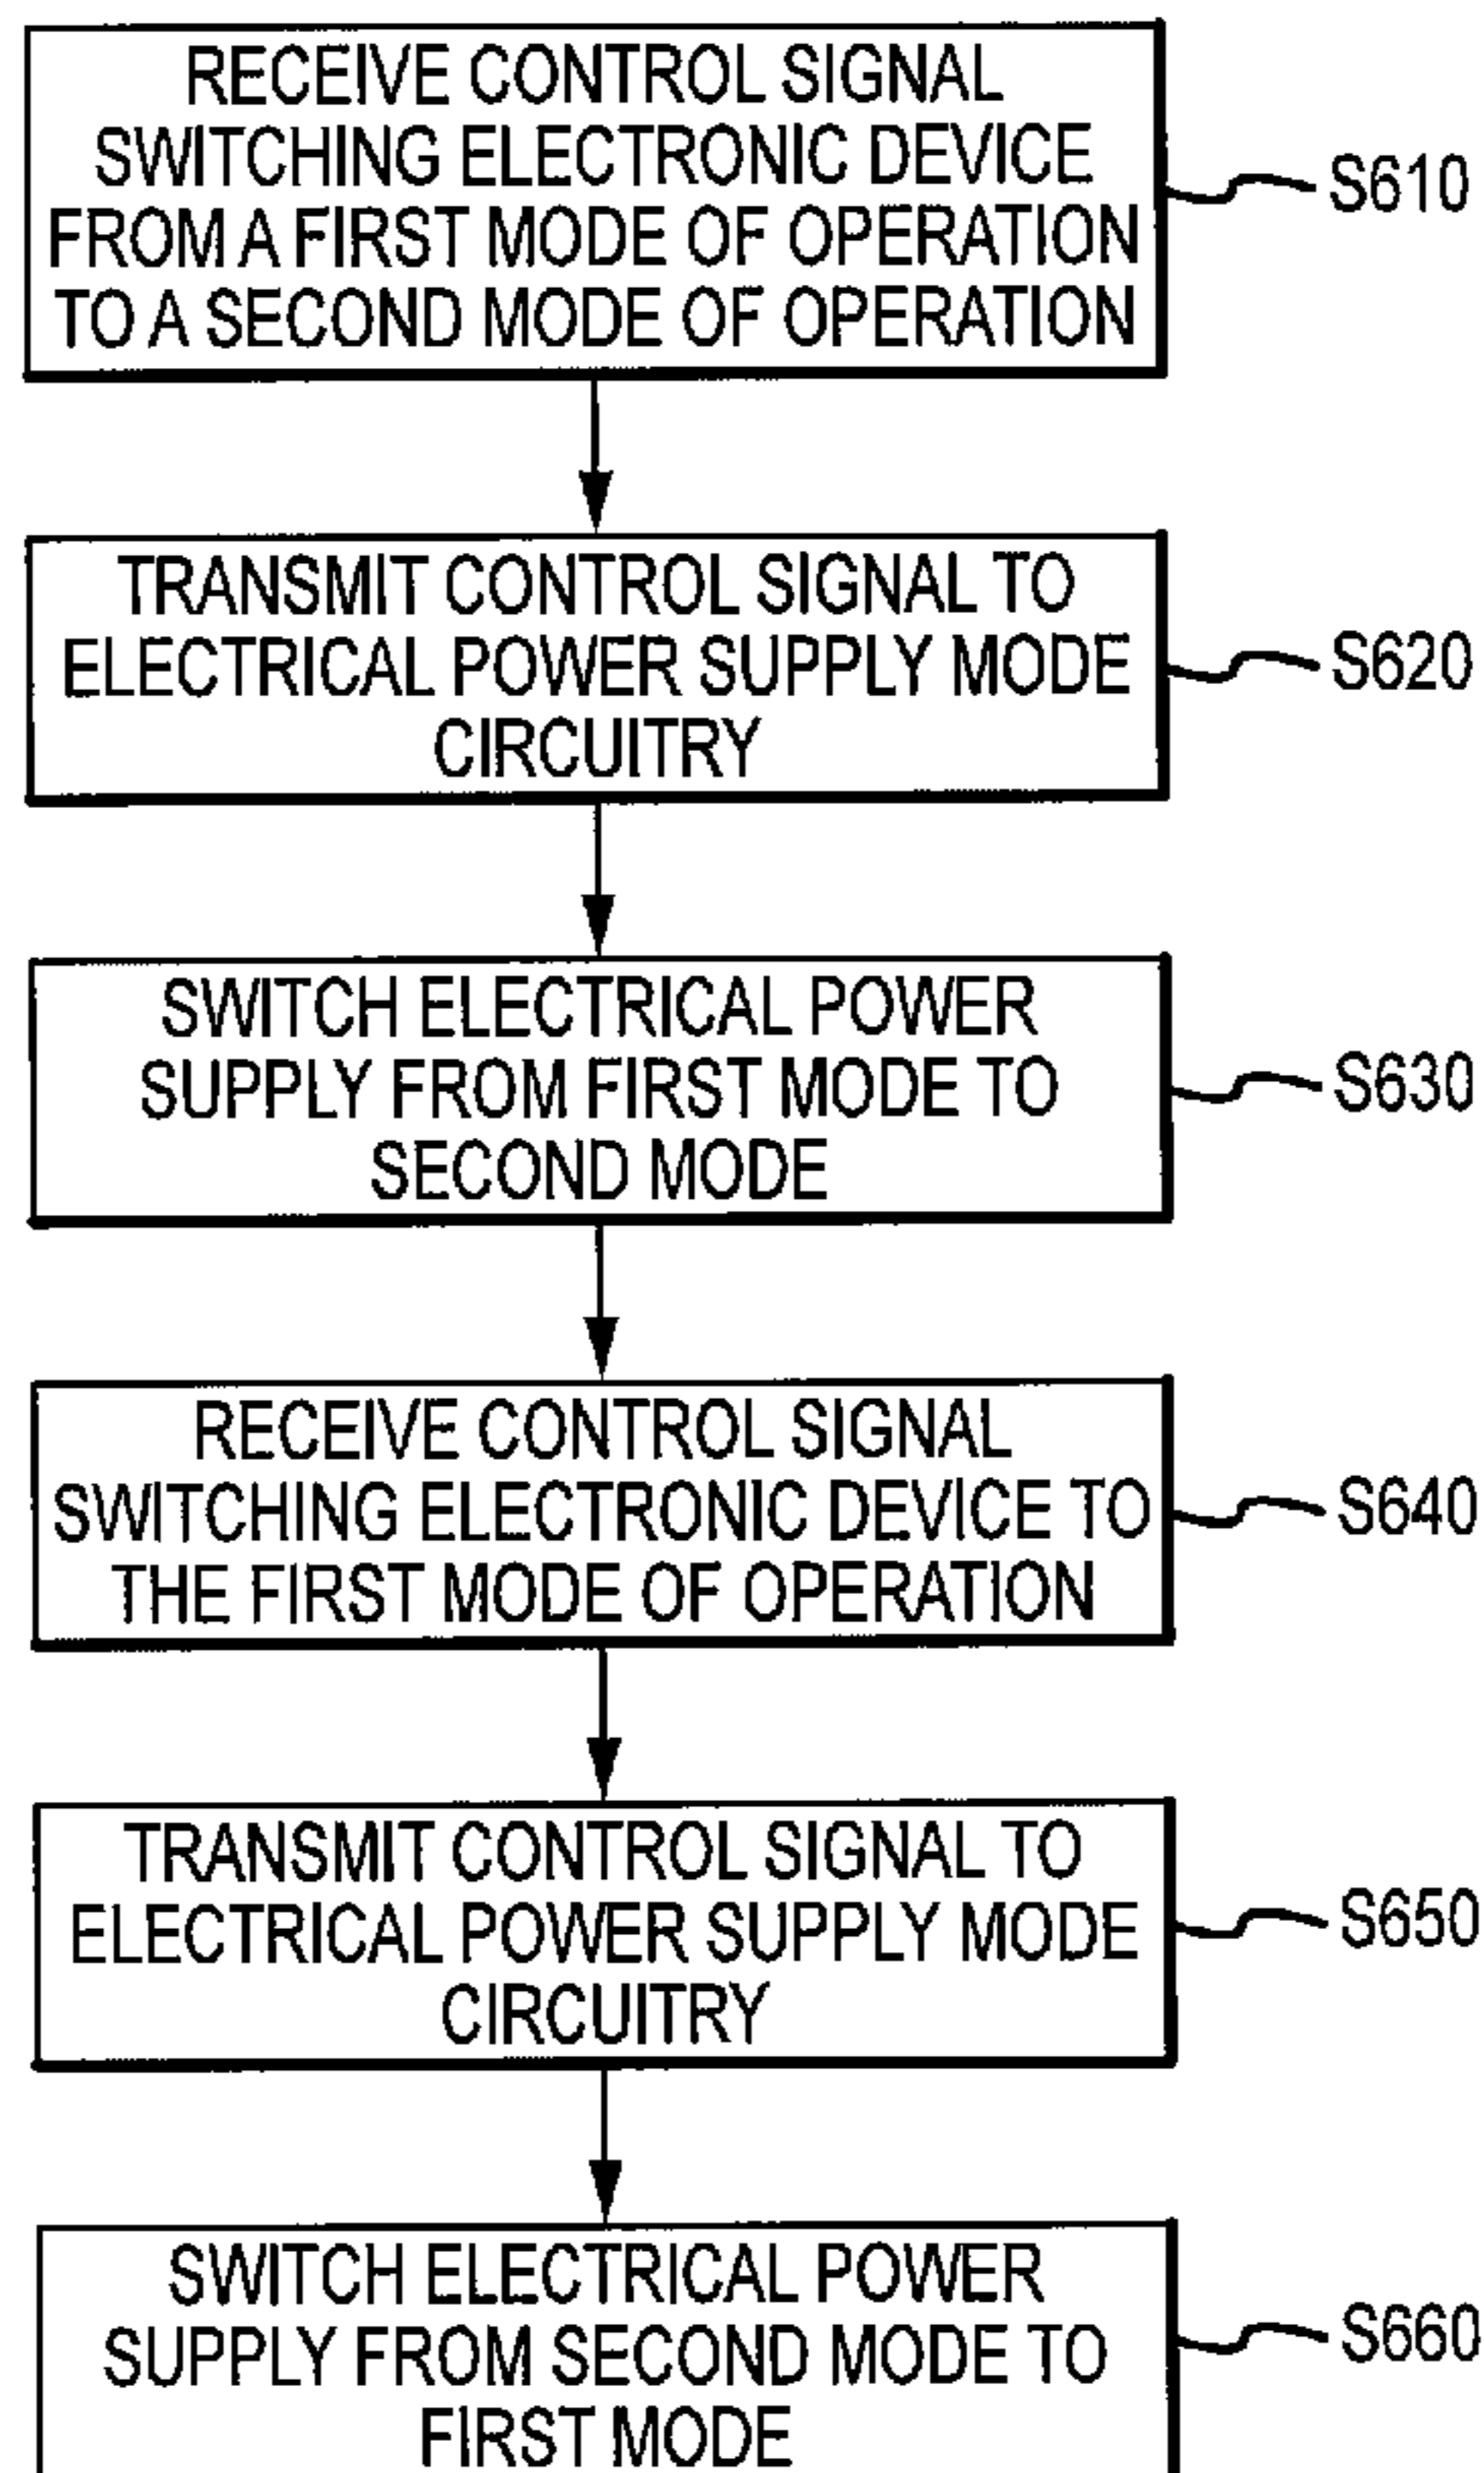 RECEIVE CONTROL SIGNAL
SWITCHING ELECTRONIC DEVICE
FROM A FIRST MODE OF OPERATION
TO A SECOND MODE OF OPERATION
S610
TRANSMIT CONTROL SIGNAL TO
ELECTRICAL POWER SUPPLY MODE
CIRCUITRY
S620
SWITCH ELECTRICAL POWER
SUPPLY FROM FIRST MODE TO
SECOND MODE
S630
RECEIVE CONTROL SIGNAL
SWITCHING ELECTRONIC DEVICE TO
THE FIRST MODE OF OPERATION
S640
TRANSMIT CONTROL SIGNAL TO
ELECTRICAL POWER SUPPLY MODE
CIRCUITRY
S650
SWITCH ELECTRICAL POWER
SUPPLY FROM SECOND MODE TO
FIRST MODE
S660